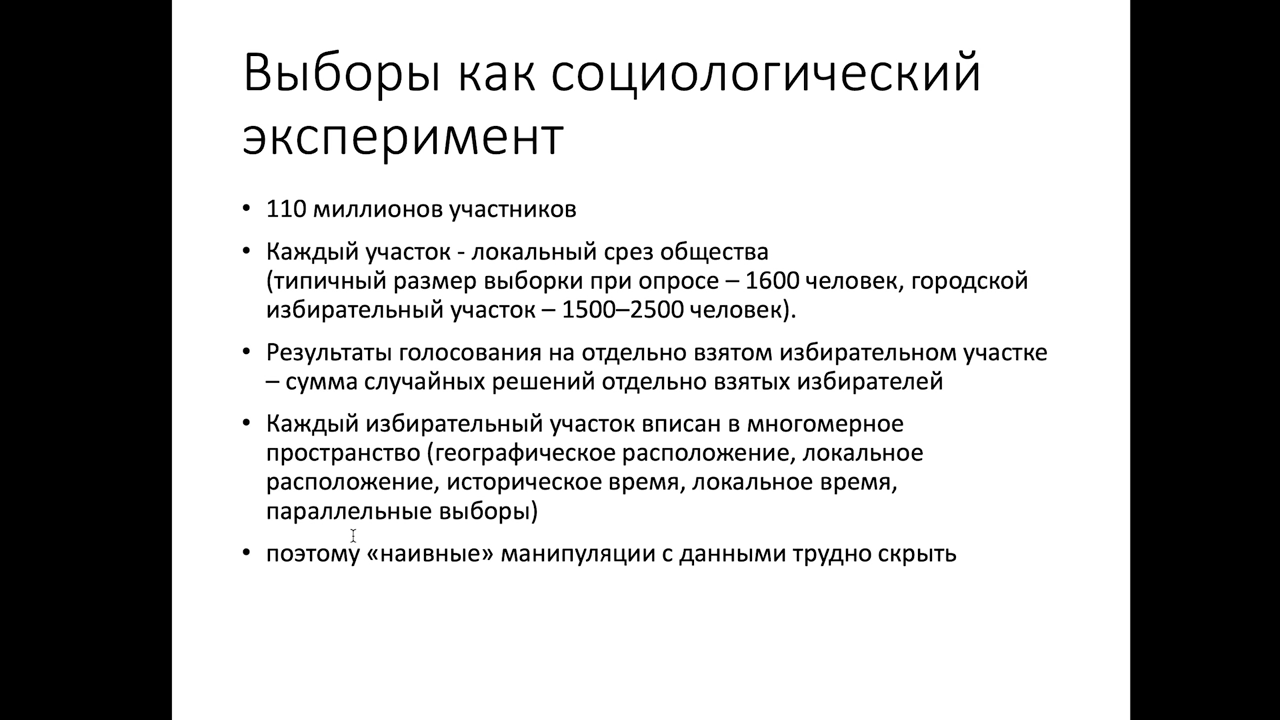 Выборы как социологический
эксперимент
• 110 миллионов участников
• Каждый участок - локальный срез общества
(типичный размер выборки при опросе – 1600 человек, городской
избирательный участок – 1500–2500 человек).
• Результаты голосования на отдельно взятом избирательном участке
– сумма случайных решений отдельно взятых избирателей
• Каждый избирательный участок вписан в многомерное
пространство (географическое расположение, локальное
расположение, историческое время, локальное время,
параллельные выборы)
• поэтому «наивные» манипуляции с данными трудно скрыть